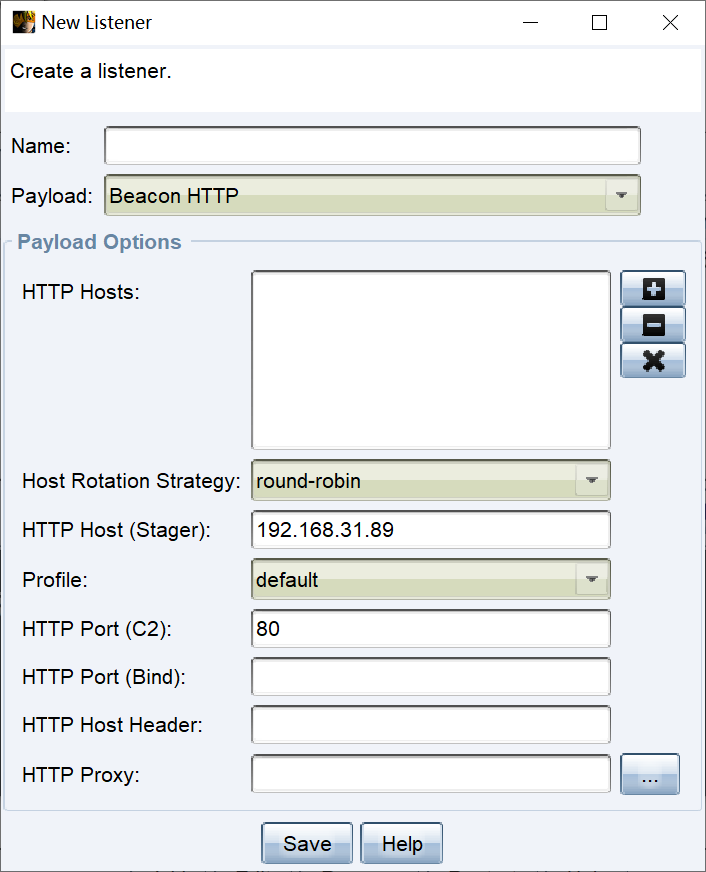 New Listener
Create a listener.
Name:
Payload: Beacon HTTP
Payload Options
HTTP Hosts:
Host Rotation Strategy: round-robin
HTTP Host (Stager): 192.168.31.89
Profile: default
HTTP Port (C2): 80
HTTP Port (Bind):
HTTP Host Header:
HTTP Proxy: ...
Save Help